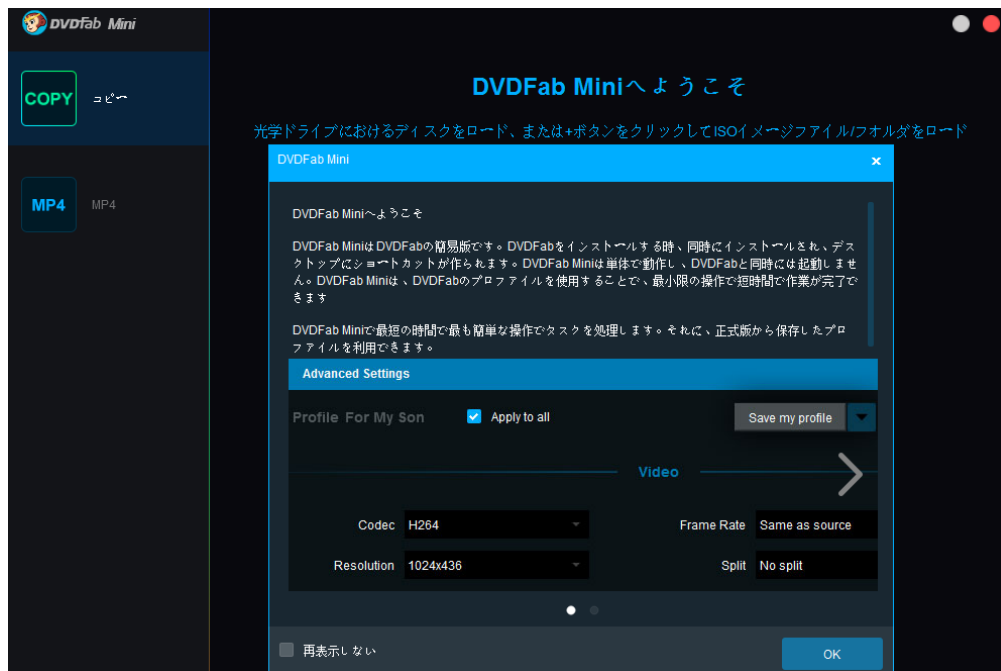 DVDFab Mini
COPY
コピー
MP4
MP4
DVDFab Miniへようこそ
光学ドライブにおけるディスクをロード、または+ボタンをクリックしてISOイメージファイル/フオルダをロード
DVDFab Mini
DVDFab Miniへようこそ
DVDFab MiniはDVDFabの簡易版です。DVDFabをインストールする時、同時にインストールされ、デス
クトップにショートカットが作られます。DVDFab Miniは単体で動作し、DVDFabと同時には起動しませ
ん。DVDFab Miniは、DVDFabのプロファイルを使用することで、最小限の操作で短時間で作業が完了で
きます
DVDFab Miniで最短の時間で最も簡単な操作でタスクを処理します。それに、正式版から保存したプロ
ファイルを利用できます。
Advanced Settings
Profile For My Son
Apply to all
Save my profile
Video
Codec H264
Frame Rate Same as source
Resolution 1024x436
Split No split
再表示しない
OK